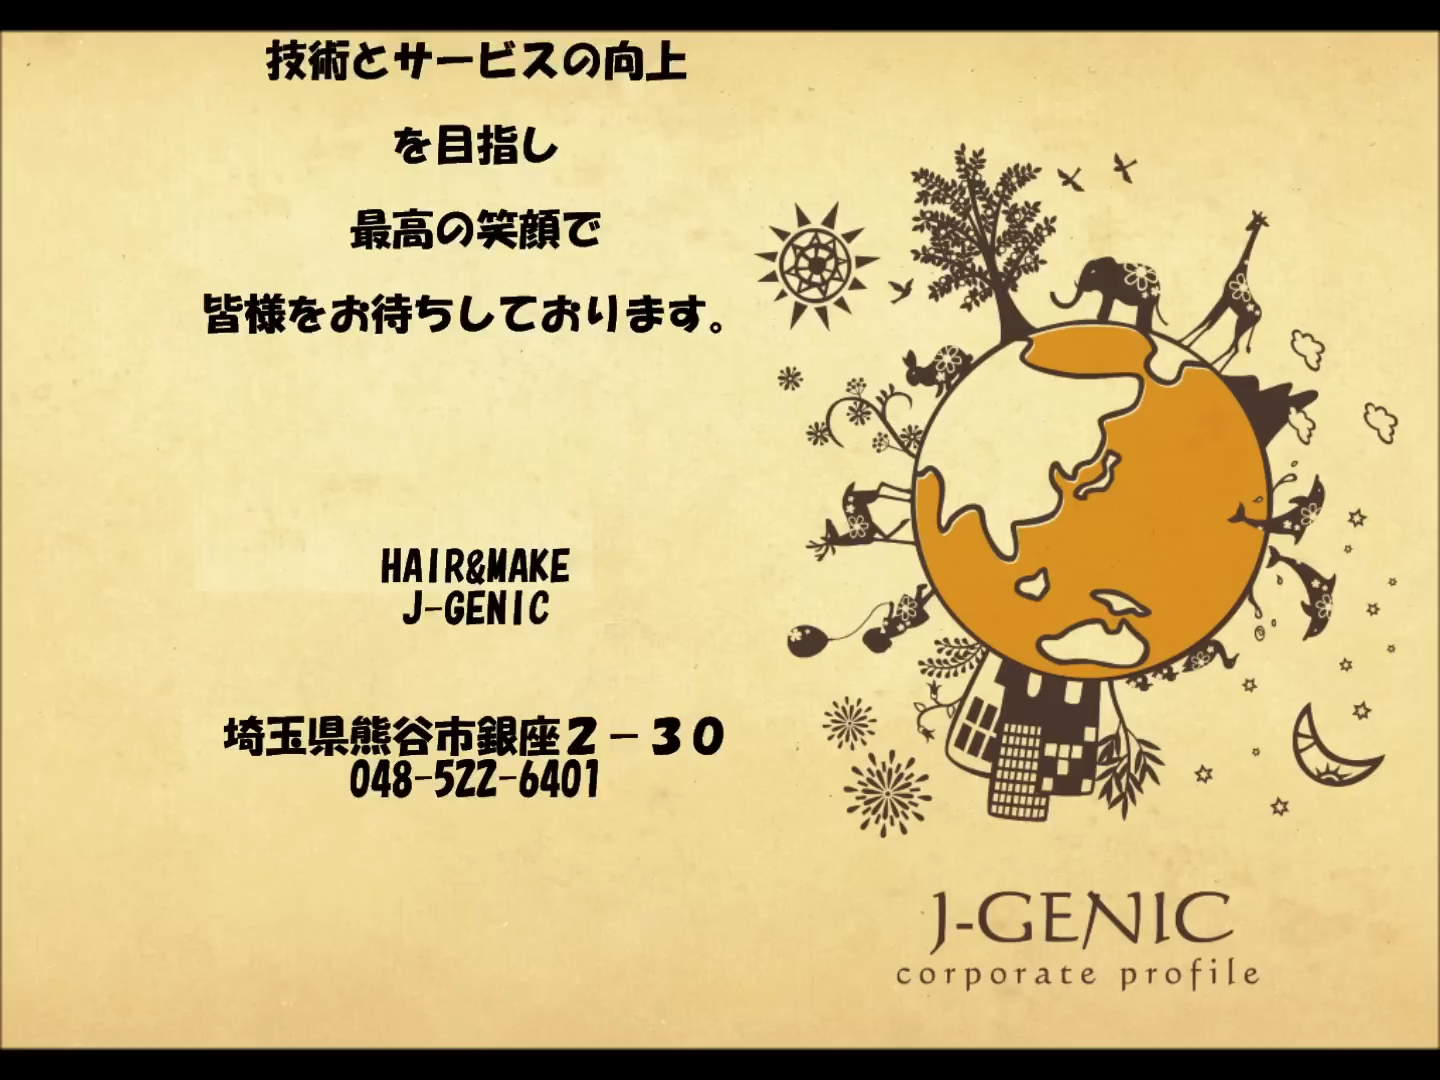 技術とサービスの向上
を目指し
最高の笑顔で
皆様をお待ちしております。
HAIR&MAKE
J-GENIC
埼玉県熊谷市銀座２－３０
048-522-6401
J-GENIC
corporate profile